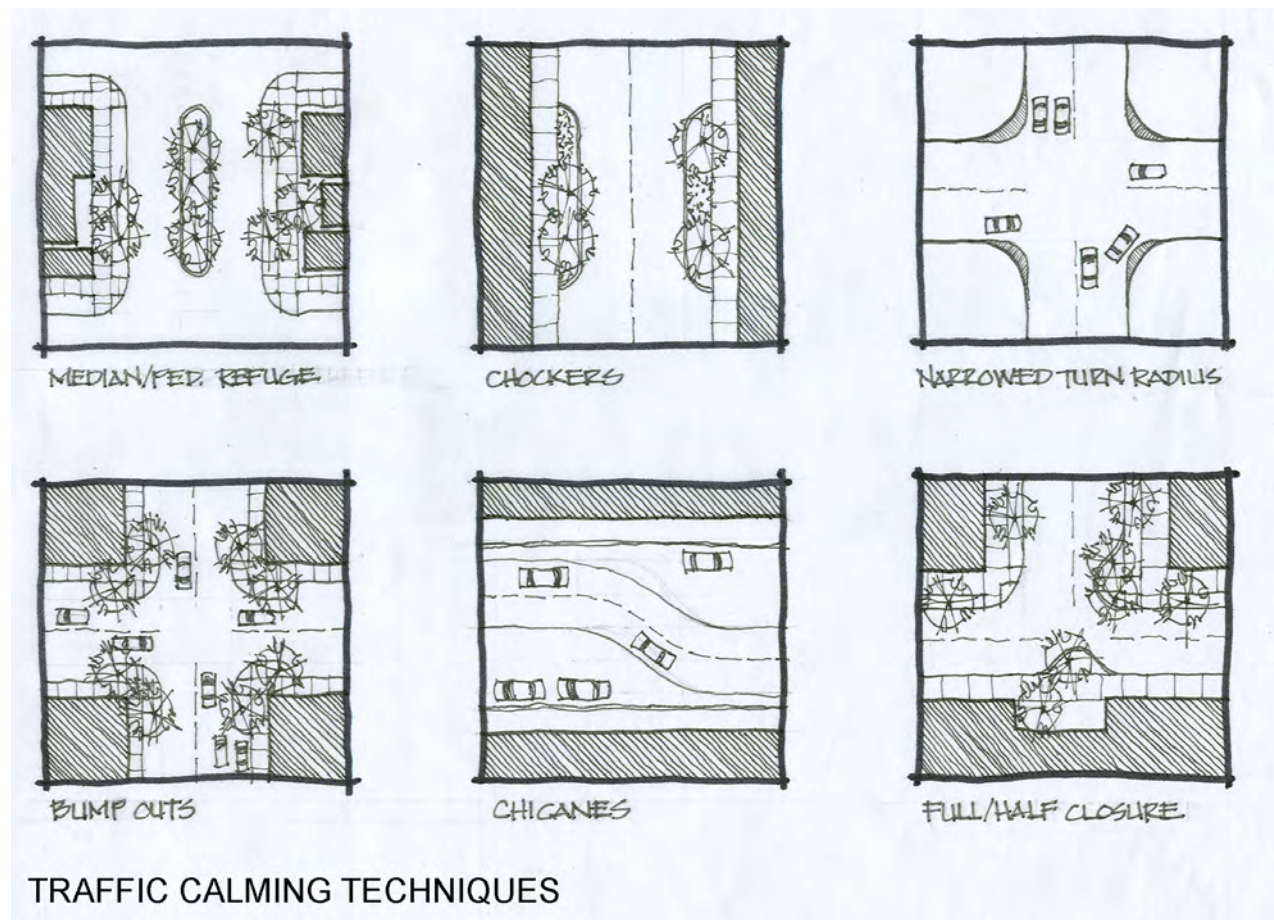 MEDIAN/PED. REFUGE
CHOCKERS
NARROWED TURN RADIUS
BUMP OUTS
CHICANES
FULL/HALF CLOSURE
TRAFFIC CALMING TECHNIQUES